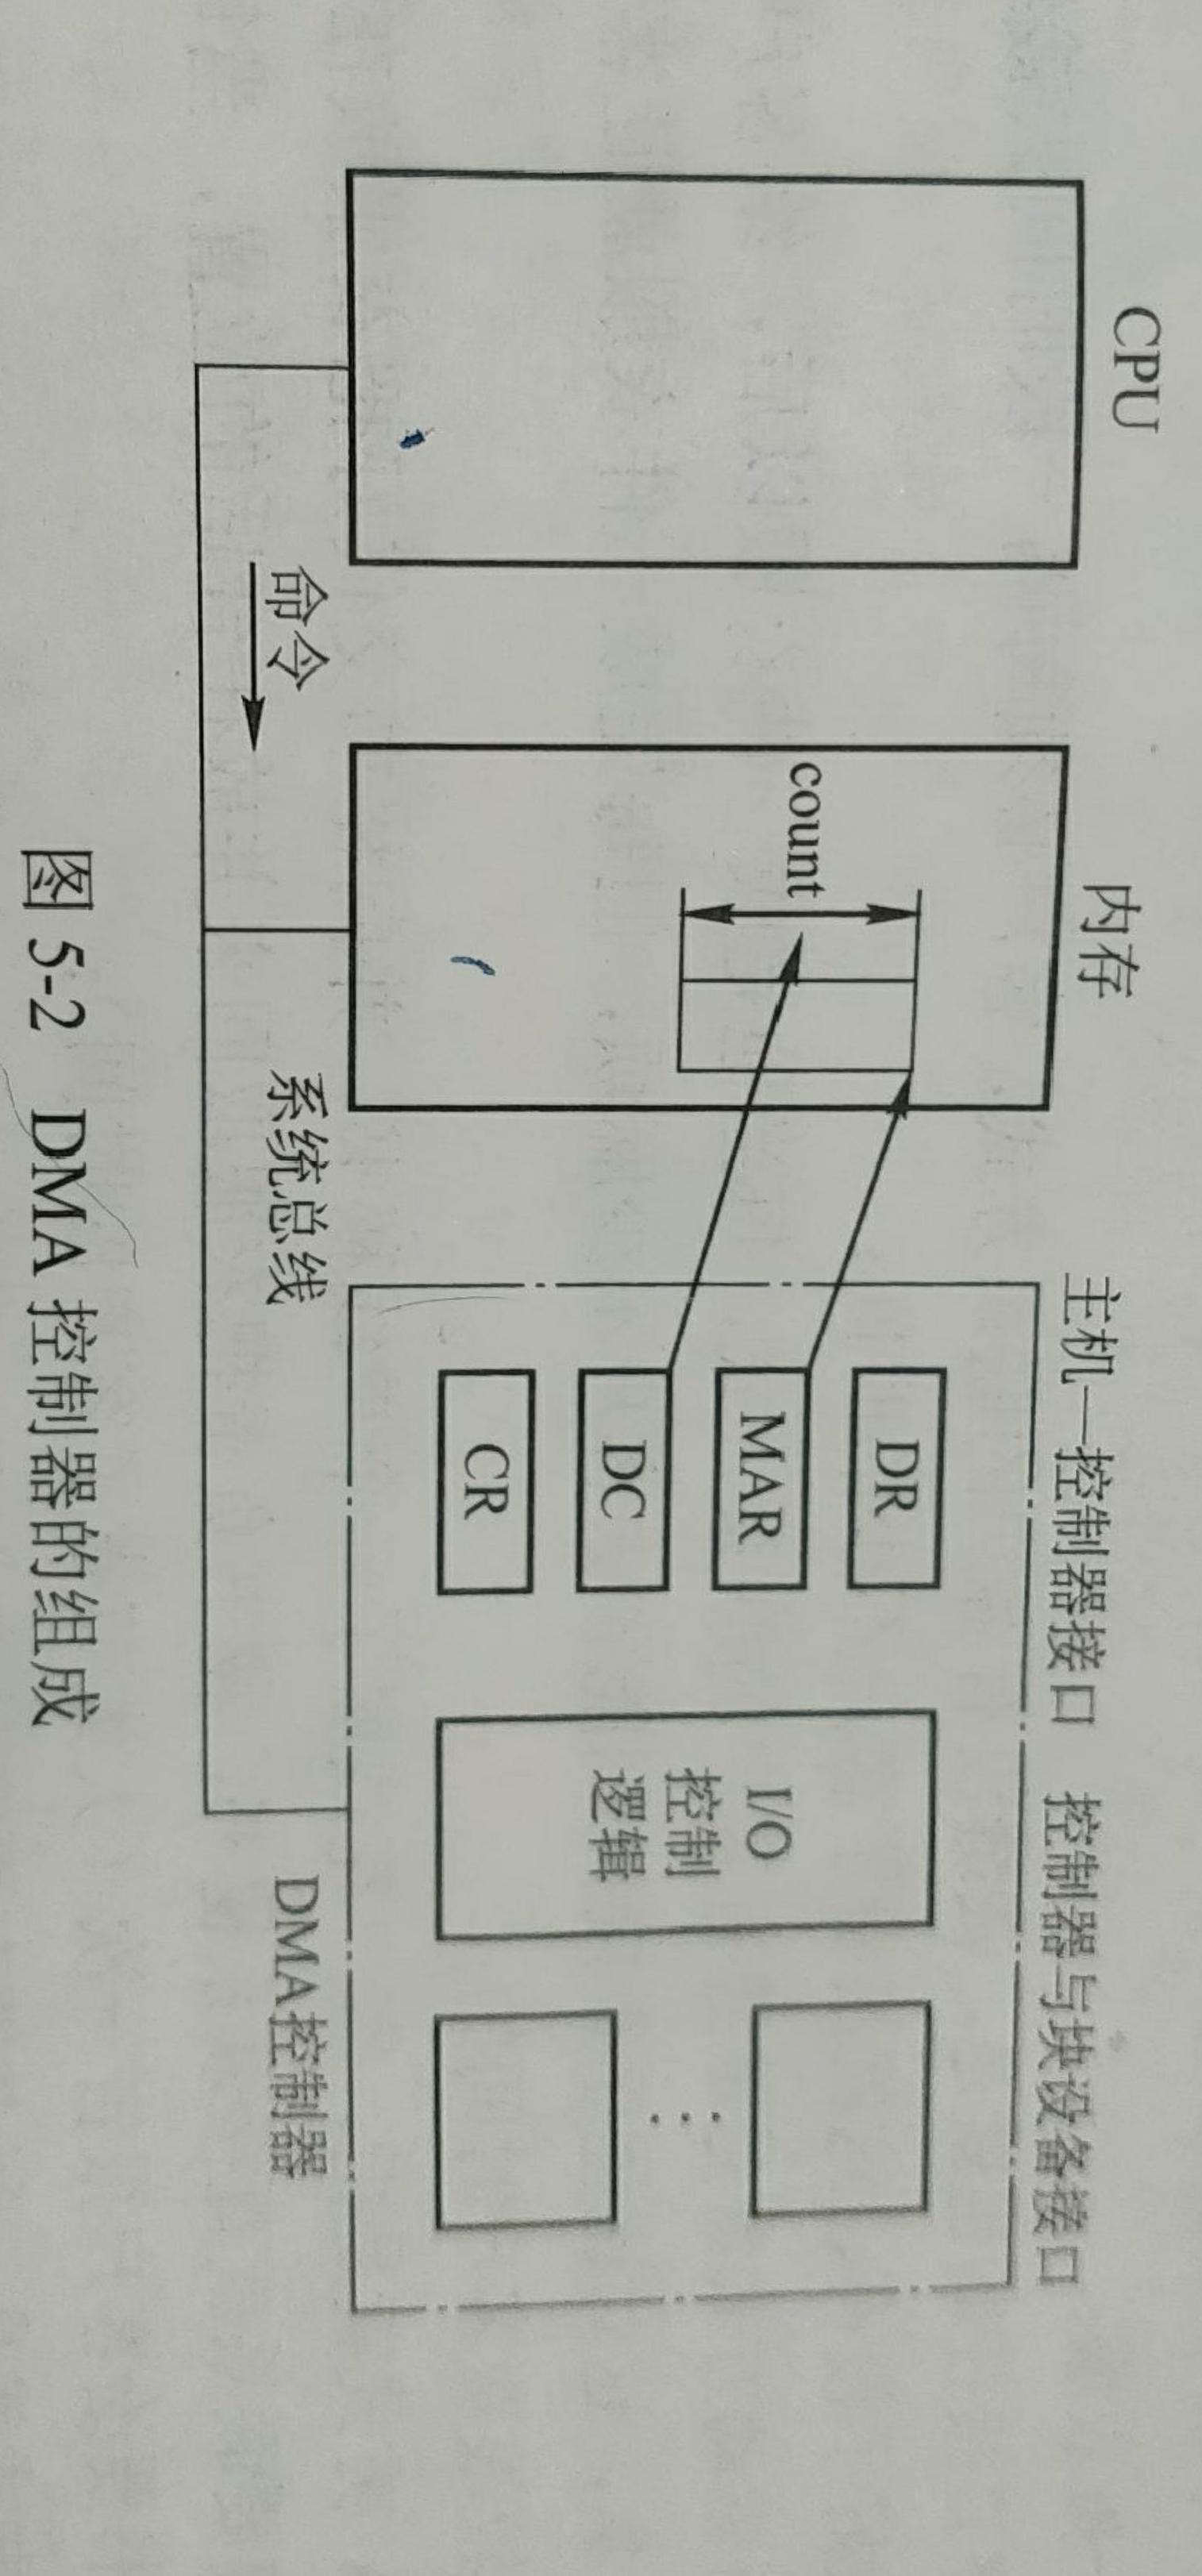 CPU
内存
主机—控制器接口
控制器与块设备接口
count
DR
MAR
DC
CR
I/O
控制
逻辑
命令
系统总线
DMA控制器
图 5-2 DMA 控制器的组成